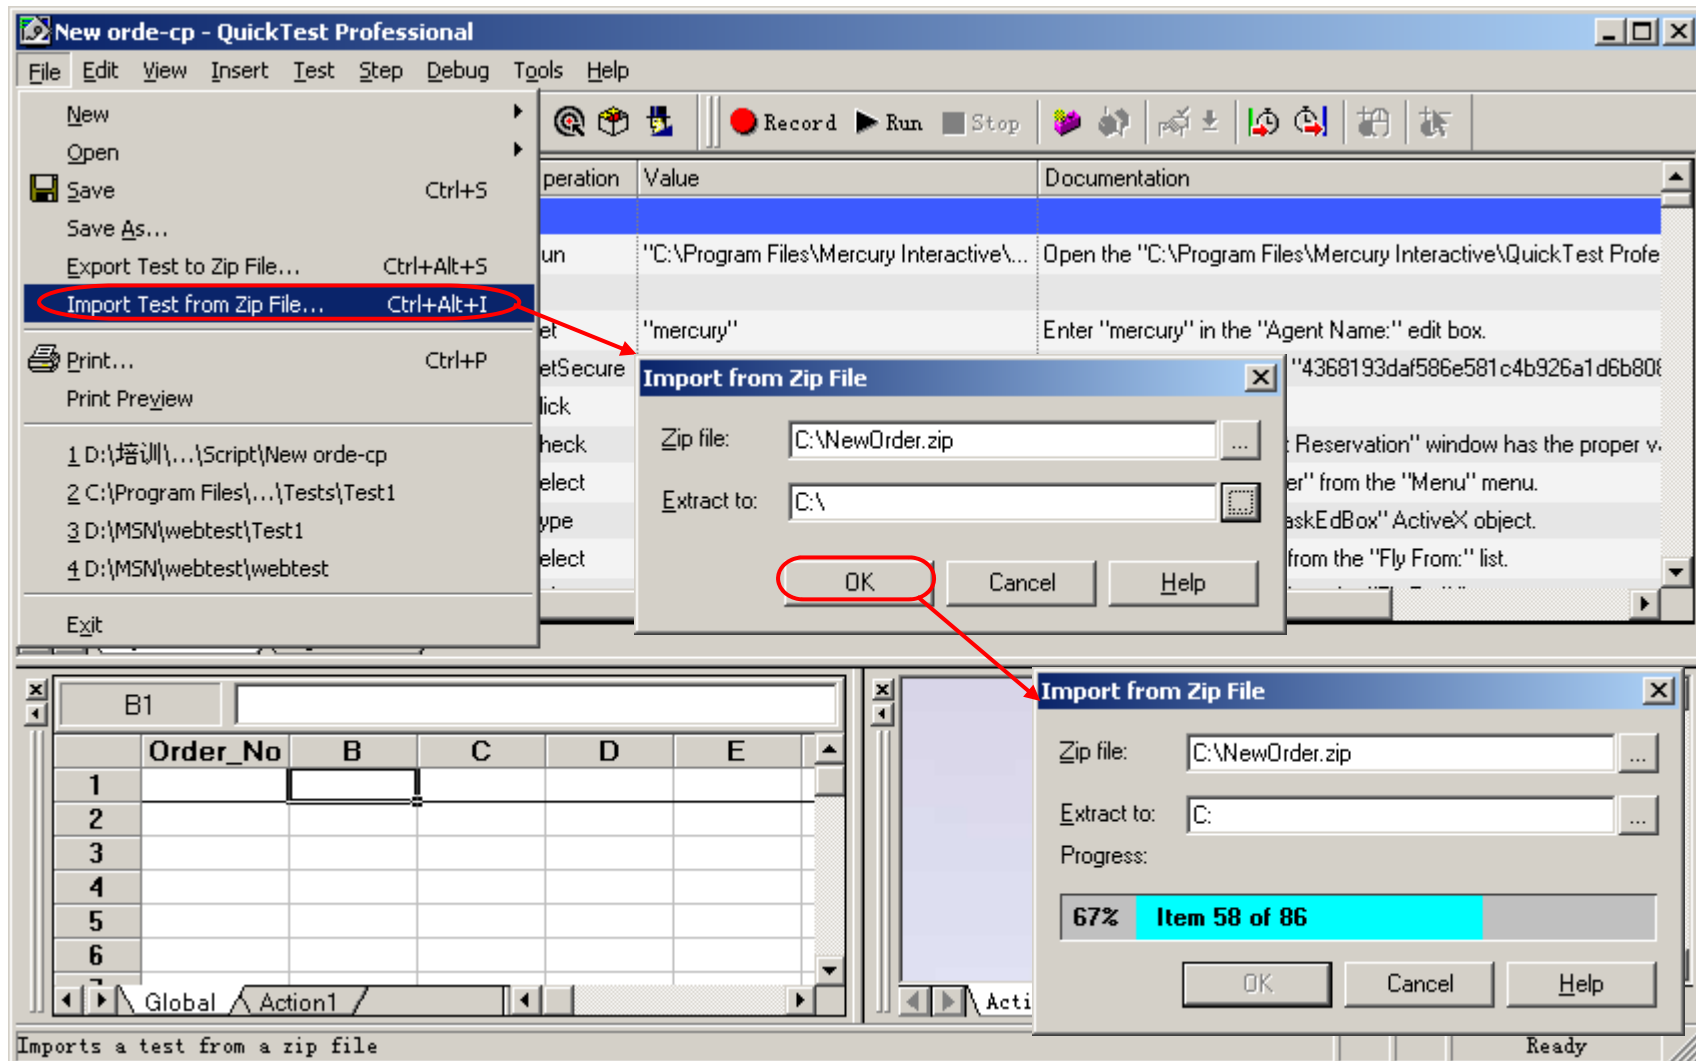 New orde-cp - QuickTest Professional
File Edit View Insert Test Step Debug Tools Help
Record Run Stop
New
Open
Save Ctrl+S
Save As...
Export Test to Zip File... Ctrl+Alt+S
Import Test from Zip File... Ctrl+Alt+I
Print... Ctrl+P
Print Preview
1 D:\培训\...\Script\New orde-cp
2 C:\Program Files\...\Tests\Test1
3 D:\MSN\webtest\Test1
4 D:\MSN\webtest\webtest
Exit
peration Value Documentation
un "C:\Program Files\Mercury Interactive\... Open the "C:\Program Files\Mercury Interactive\QuickTest Profe
et "mercury" Enter "mercury" in the "Agent Name:" edit box.
etSecure "4368193daf586e581c4b926a1d6b808
lick
heck t Reservation" window has the proper v
elect er" from the "Menu" menu.
ype askEdBox" ActiveX object.
elect from the "Fly From:" list.
Import from Zip File
Zip file: C:\NewOrder.zip ...
Extract to: C:\ ...
OK Cancel Help
B1
Order_No B C D E
1
2
3
4
5
6
Global Action1
Acti
Import from Zip File
Zip file: C:\NewOrder.zip ...
Extract to: C: ...
Progress:
67% Item 58 of 86
OK Cancel Help
Imports a test from a zip file Ready